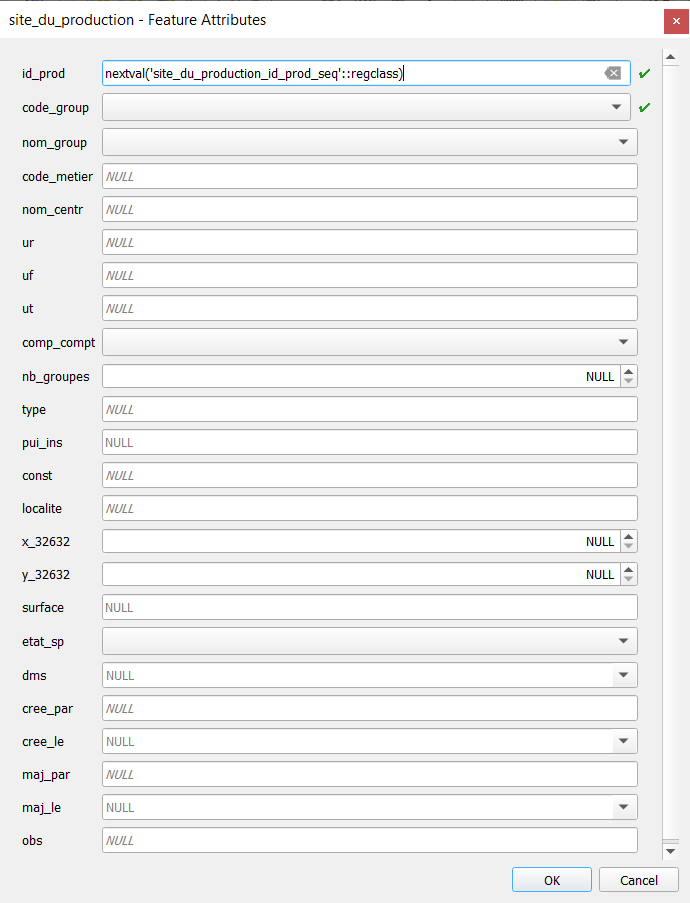 site_du_production - Feature Attributes
id_prod nextval('site_du_production_id_prod_seq'::regclass)
code_group
nom_group
code_metier NULL
nom_centr NULL
ur NULL
uf NULL
ut NULL
comp_compt
nb_groupes NULL
type NULL
pui_ins NULL
const NULL
localite NULL
x_32632 NULL
y_32632 NULL
surface NULL
etat_sp
dms NULL
cree_par NULL
cree_le NULL
maj_par NULL
maj_le NULL
obs NULL
OK Cancel